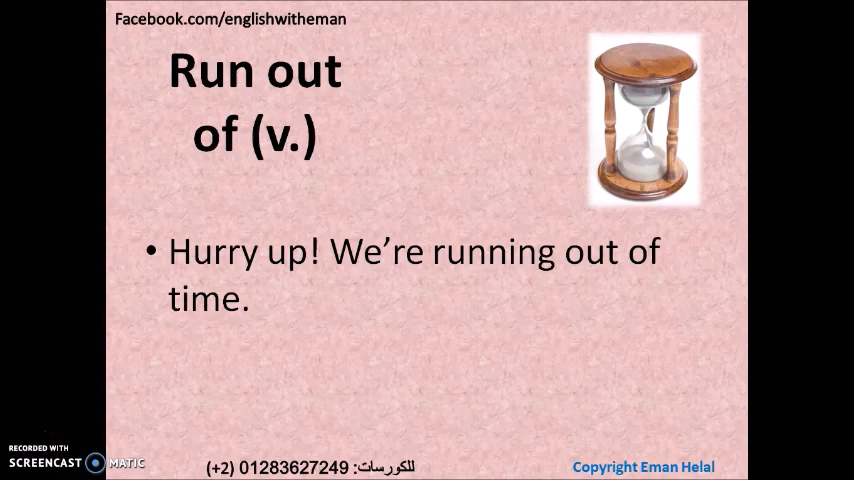 Facebook.com/englishwitheman
Run out
of (v.)
• Hurry up! We’re running out of
time.
RECORDED WITH
SCREENCAST MATIC
(+2) 01283627249 :للكورسات
Copyright Eman Helal